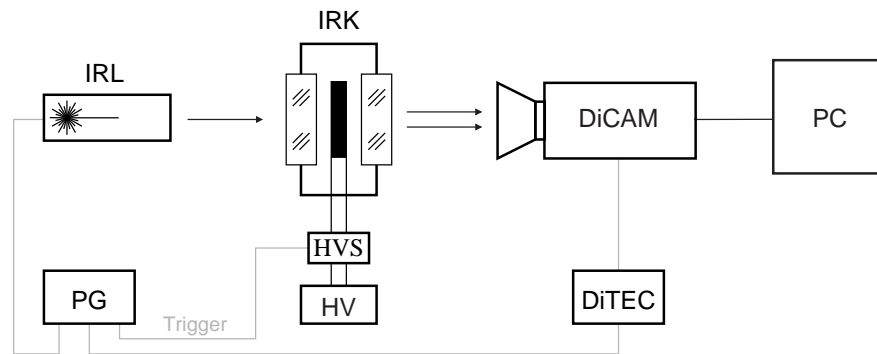 IRK
IRL
DiCAM
PC
HVS
PG
HV
DiTEC
Trigger